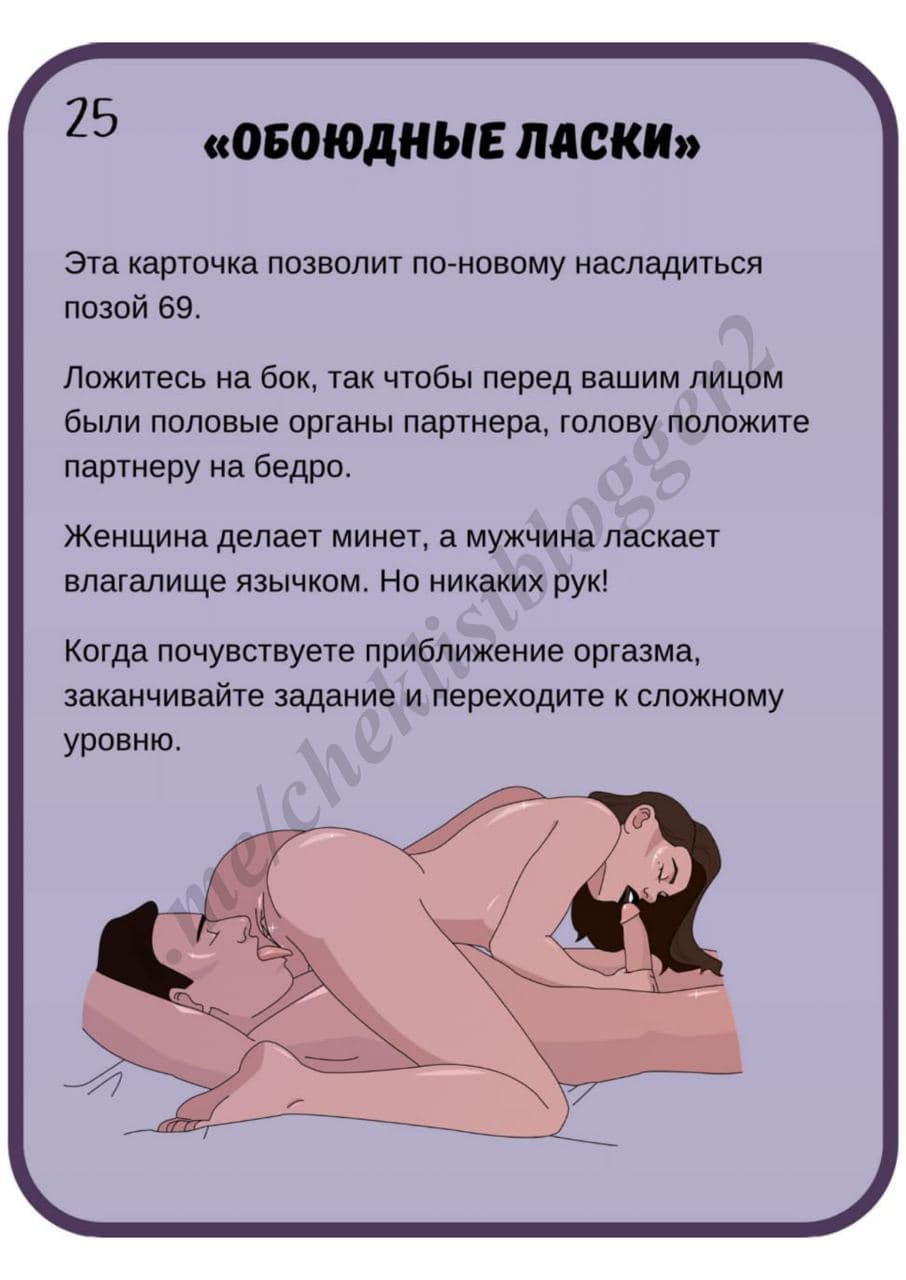 25
«ОБОЮДНЫЕ ЛАСКИ»
Эта карточка позволит по-новому насладиться
позой 69.
Ложитесь на бок, так чтобы перед вашим лицом
были половые органы партнера, голову положите
партнеру на бедро.
Женщина делает минет, а мужчина ласкает
влагалище язычком. Но никаких рук!
Когда почувствуете приближение оргазма,
заканчивайте задание и переходите к сложному
уровню.
.me/cheklistblogger2